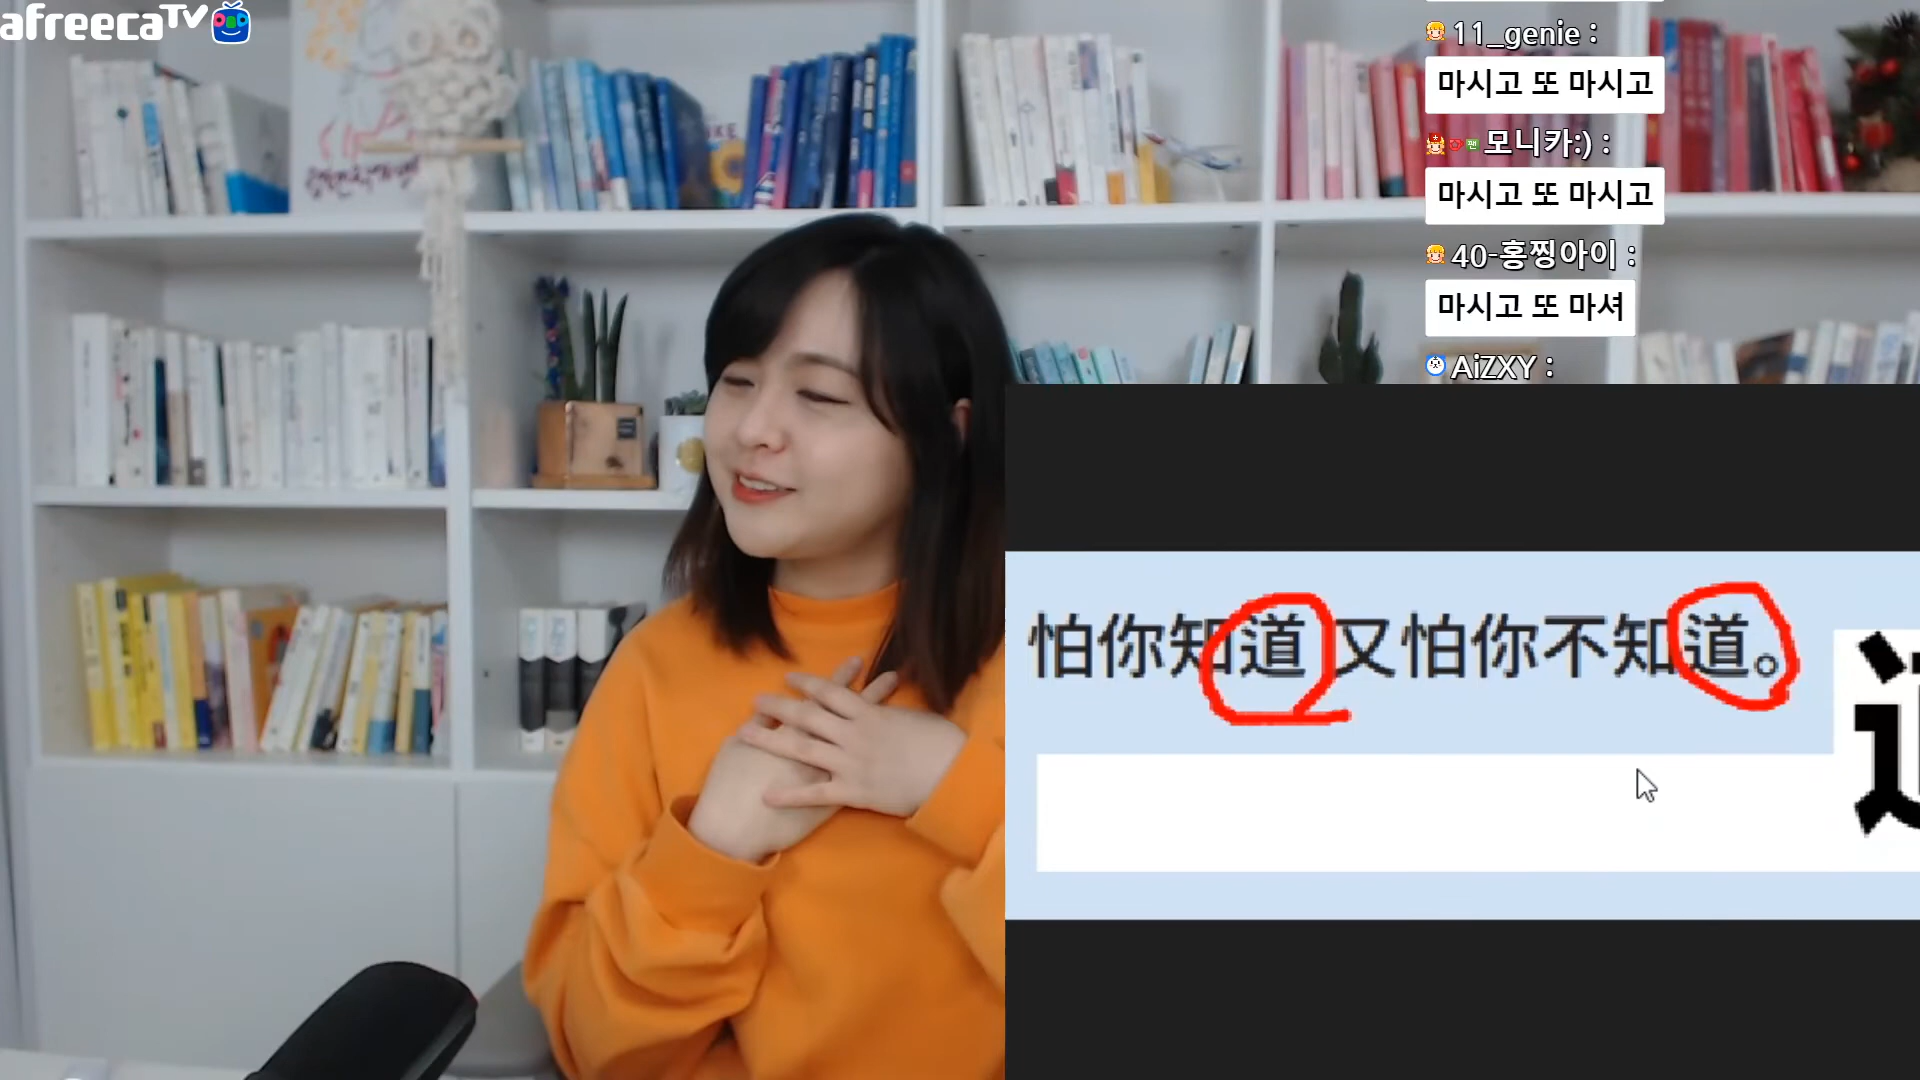 afreecaTV
11_genie :
마시고 또 마시고
모니카:) :
마시고 또 마시고
40-홍찡아이 :
마시고 또 마셔
AiZXY :
怕你知道 又怕你不知道。